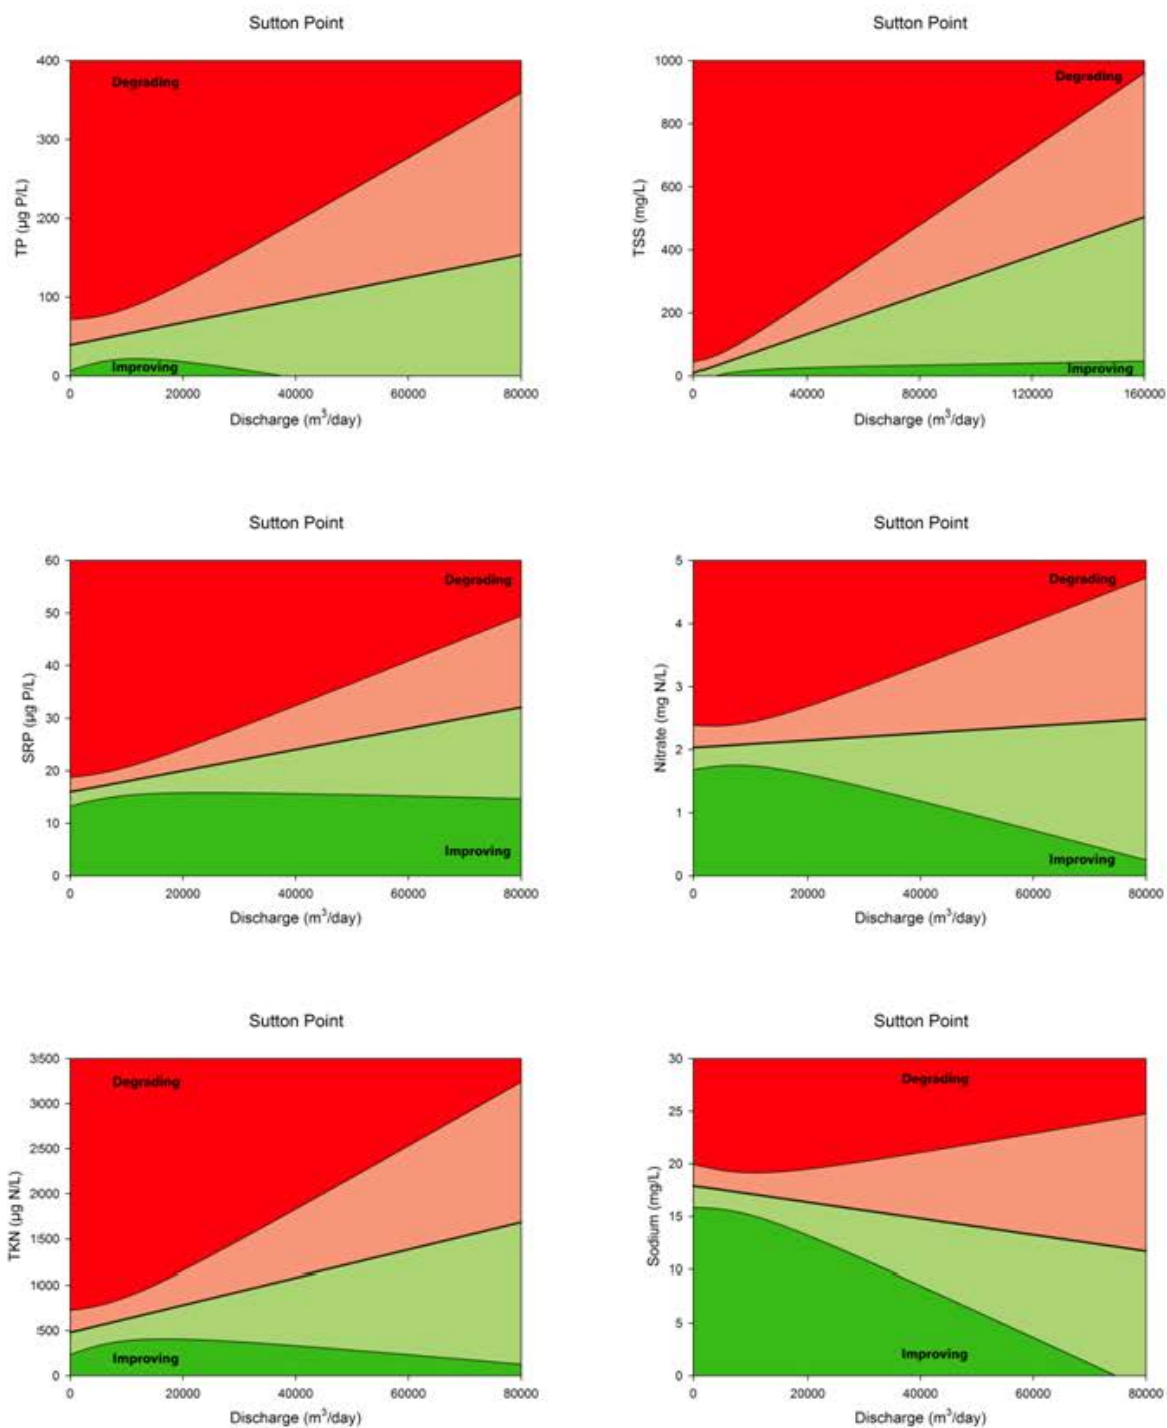 Sutton Point
Sutton Point
400
300
200
100
0
TP (µg P/L)
Degrading
Improving
0 20000 40000 60000 80000
Discharge (m³/day)
1000
800
600
400
200
0
TSS (mg/L)
Degrading
Improving
0 40000 80000 120000 160000
Discharge (m³/day)
Sutton Point
Sutton Point
60
50
40
30
20
10
0
SRP (µg P/L)
Degrading
Improving
0 20000 40000 60000 80000
Discharge (m³/day)
5
4
3
2
1
0
Nitrate (mg N/L)
Degrading
Improving
0 20000 40000 60000 80000
Discharge (m³/day)
Sutton Point
Sutton Point
3500
3000
2500
2000
1500
1000
500
0
TKN (µg N/L)
Degrading
Improving
0 20000 40000 60000 80000
Discharge (m³/day)
30
25
20
15
10
5
0
Sodium (mg/L)
Degrading
Improving
0 20000 40000 60000 80000
Discharge (m³/day)